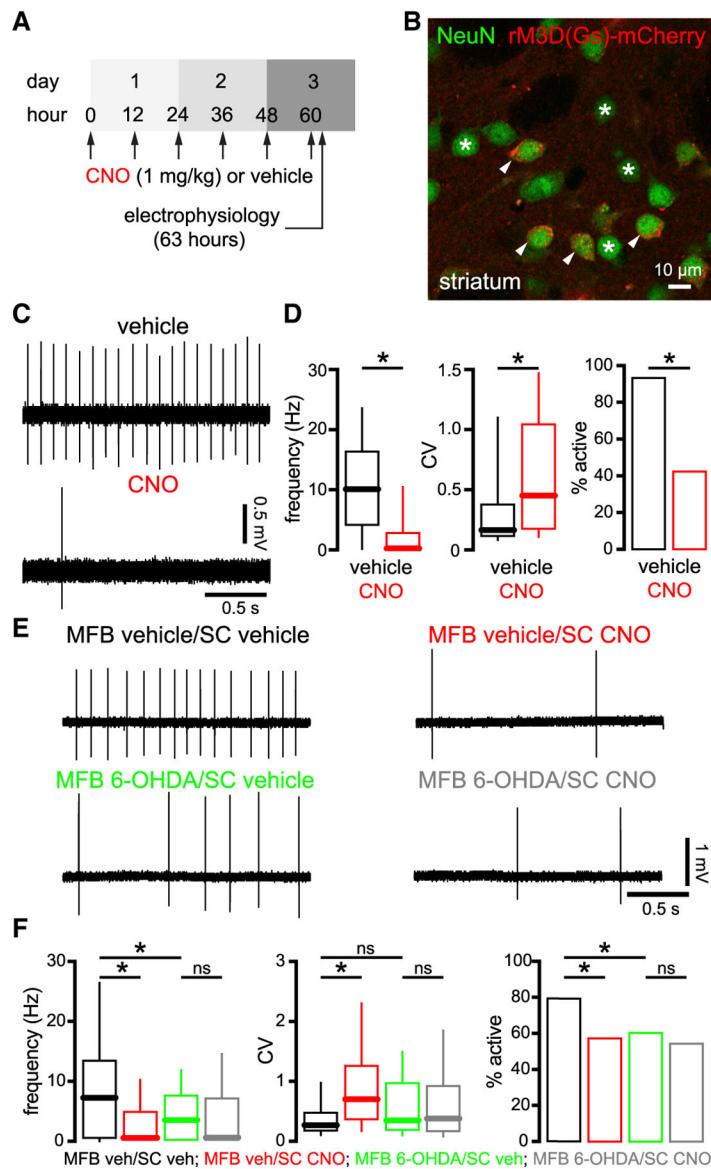 A
day 1 2 3
hour 0 12 24 36 48 60
CNO (1 mg/kg) or vehicle
electrophysiology
(63 hours)
B
NeuN rM3D(Gs)-mCherry
* * * *
striatum
10 µm
C
vehicle
CNO
0.5 mV
0.5 s
D
frequency (Hz)
30
20
10
0
*
vehicle
CNO
CV
1.5
1.0
0.5
0
*
vehicle
CNO
% active
100
80
60
40
20
0
*
vehicle
CNO
E
MFB vehicle/SC vehicle
MFB vehicle/SC CNO
MFB 6-OHDA/SC vehicle
MFB 6-OHDA/SC CNO
1 mV
0.5 s
F
frequency (Hz)
30
20
10
0
*
*
ns
CV
3
2
1
0
ns
*
ns
% active
100
80
60
40
20
0
*
*
ns
MFB veh/SC veh; MFB veh/SC CNO; MFB 6-OHDA/SC veh; MFB 6-OHDA/SC CNO